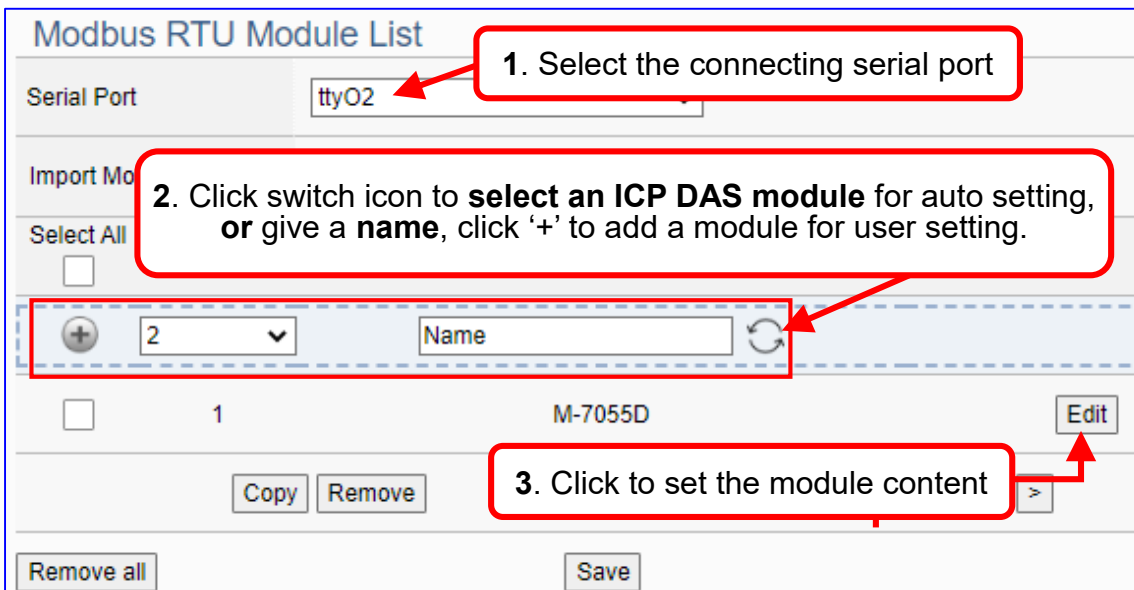 Modbus RTU Module List
1. Select the connecting serial port
Serial Port
ttyO2
Import Mo
2. Click switch icon to select an ICP DAS module for auto setting,
or give a name, click ‘+’ to add a module for user setting.
Select All
2
Name
1
M-7055D
Edit
3. Click to set the module content
Copy
Remove
>
Remove all
Save